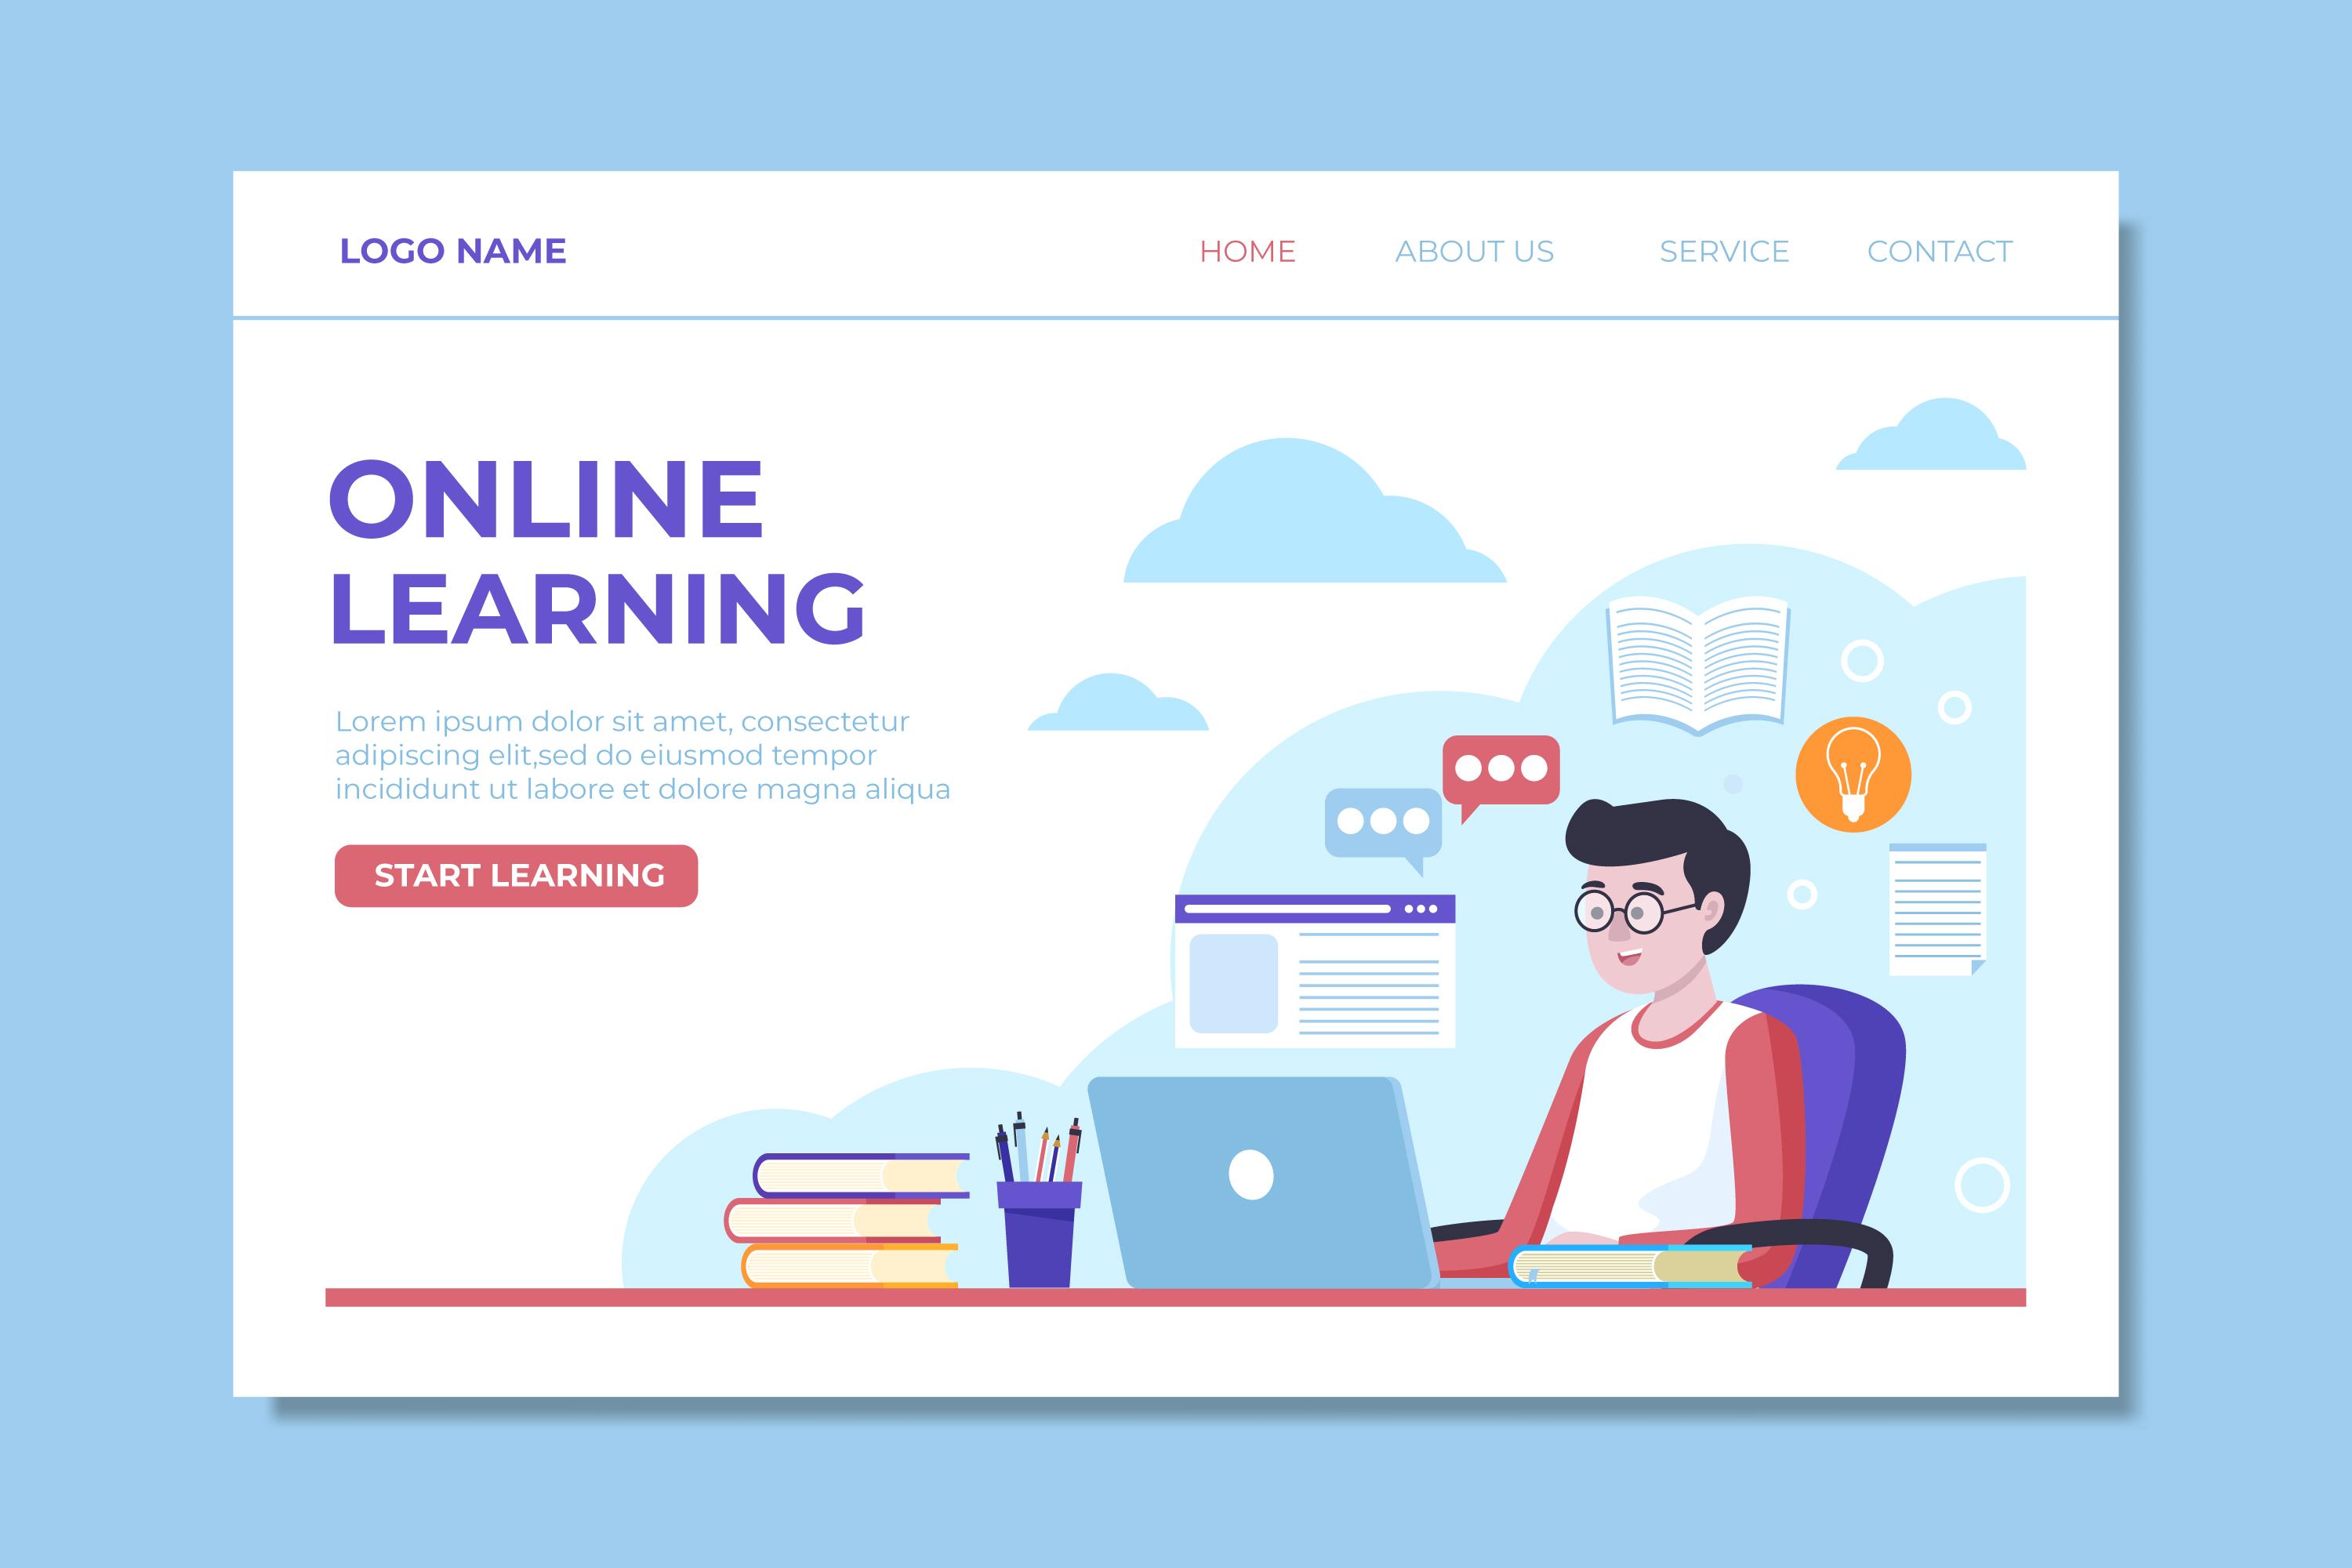 LOGO NAME
HOME ABOUT US SERVICE CONTACT
ONLINE
LEARNING
Lorem ipsum dolor sit amet, consectetur
adipiscing elit,sed do eiusmod tempor
incididunt ut labore et dolore magna aliqua
START LEARNING